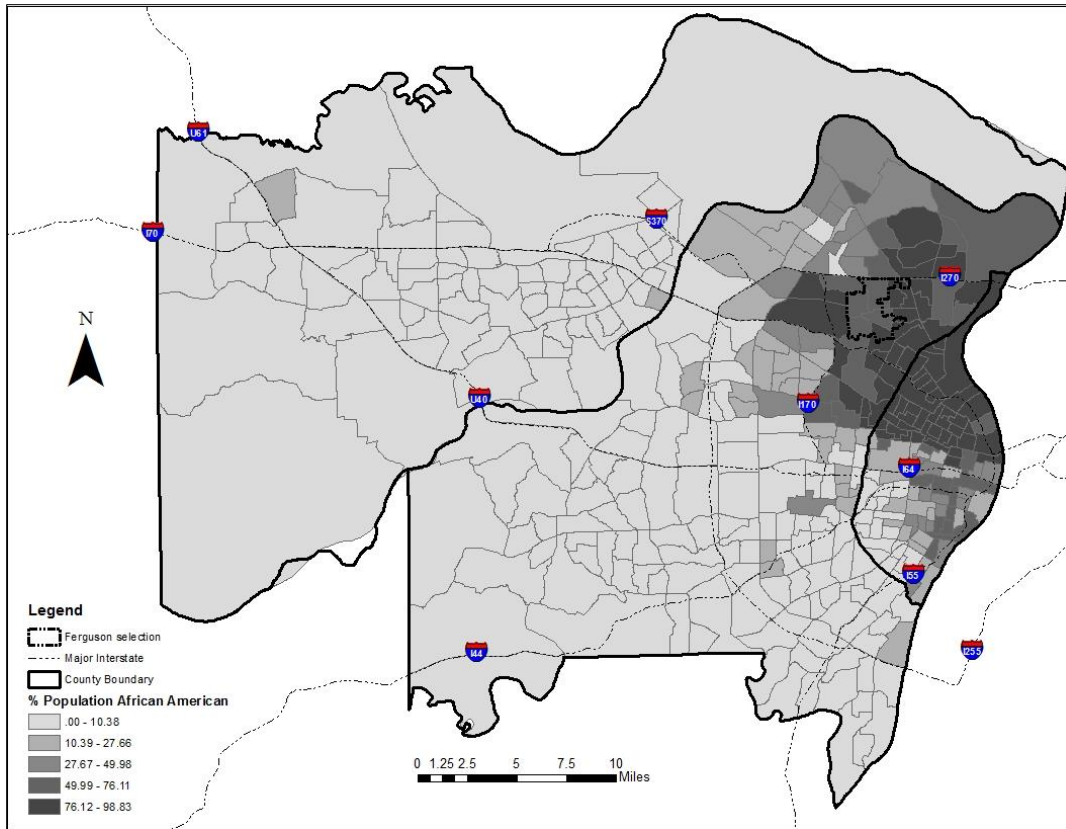 U61
I70
S370
I270
N
U40
I170
I64
I55
Legend
Ferguson selection
Major Interstate
County Boundary
% Population African American
.00 - 10.38
10.39 - 27.66
27.67 - 49.98
49.99 - 76.11
76.12 - 98.83
I44
I255
0 1.25 2.5 5 7.5 10
Miles